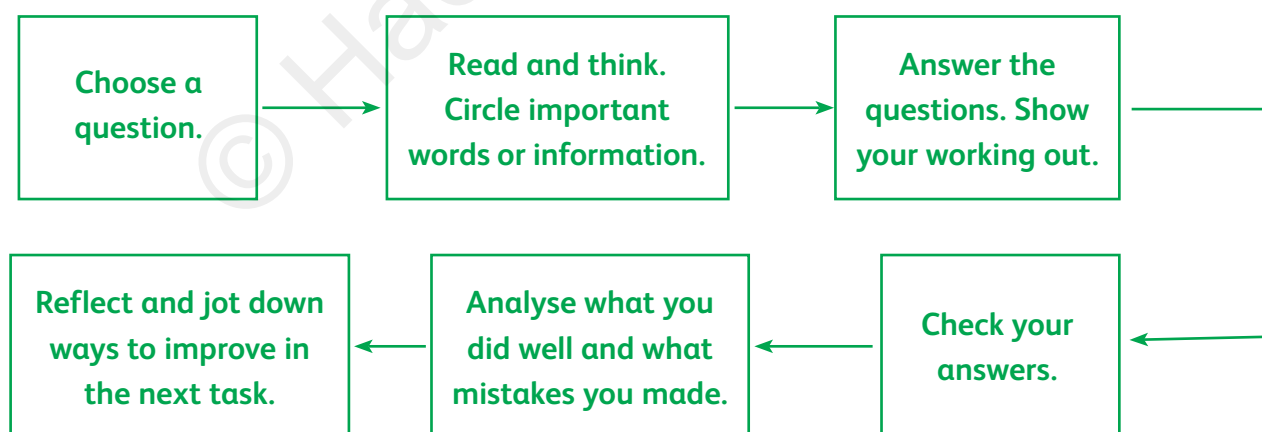 Choose a
question.
Read and think.
Circle important
words or information.
Answer the
questions. Show
your working out.
Check your
answers.
Analyse what you
did well and what
mistakes you made.
Reflect and jot down
ways to improve in
the next task.